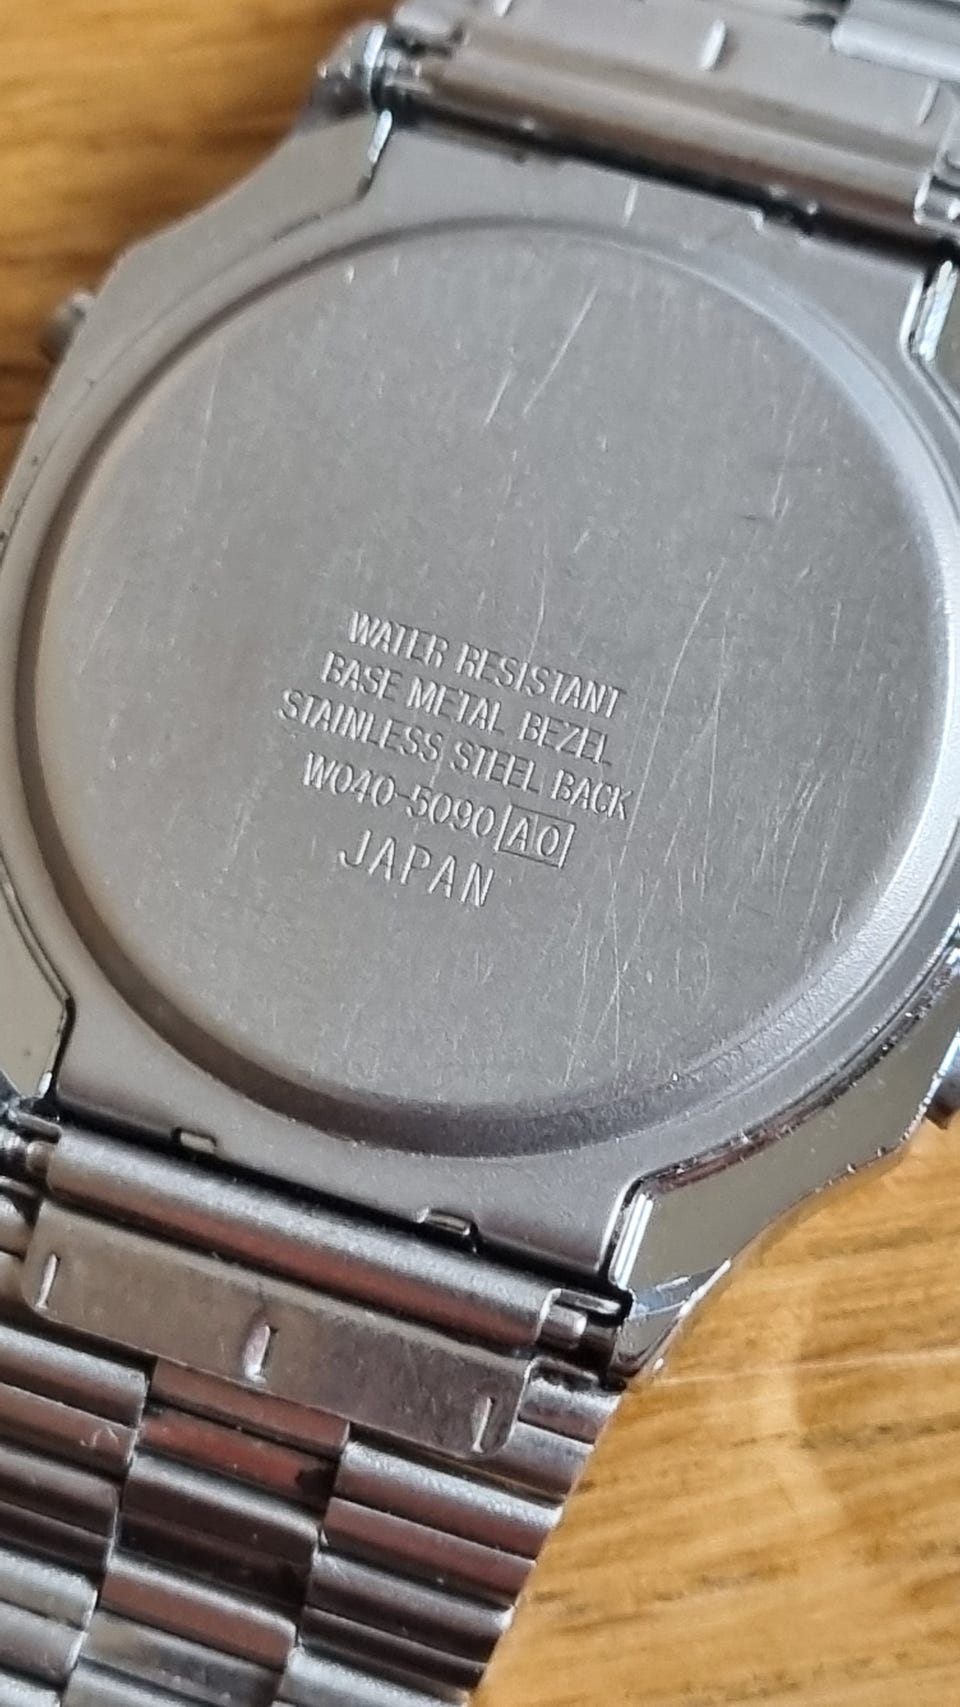 WATER RESISTANT
BASE METAL BEZEL
STAINLESS STEEL BACK
W040-5090 A0
JAPAN